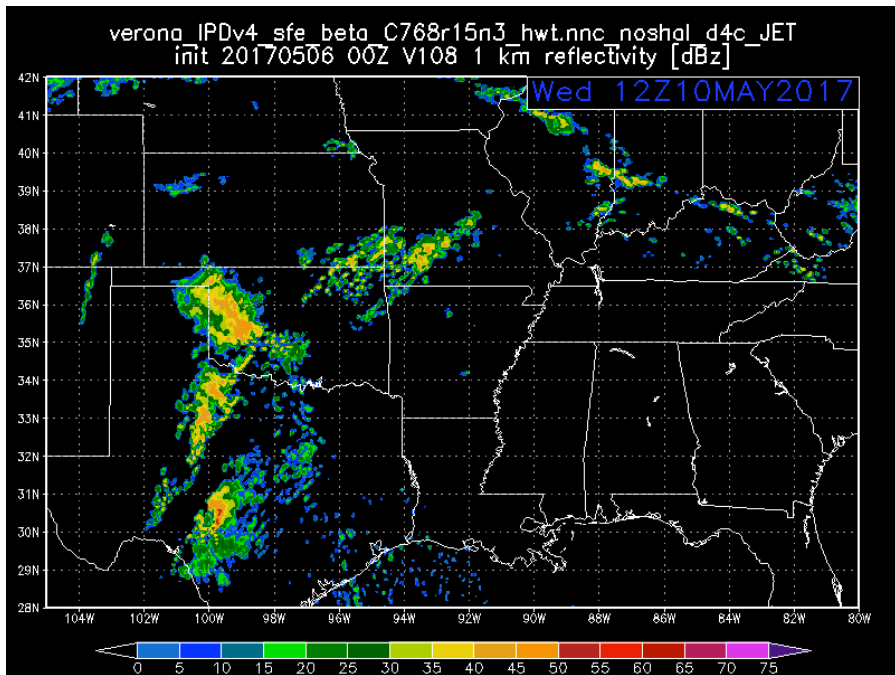 verona_IPDv4_sfe_beta_C768r15n3_hwt.nnc_noshal_d4c_JET
init 20170506 00Z V108 1 km reflectivity [dBz]
Wed 12Z10MAY2017
42N
41N
40N
39N
38N
37N
36N
35N
34N
33N
32N
31N
30N
29N
28N
104W 102W 100W 98W 96W 94W 92W 90W 88W 86W 84W 82W 80W
0 5 10 15 20 25 30 35 40 45 50 55 60 65 70 75